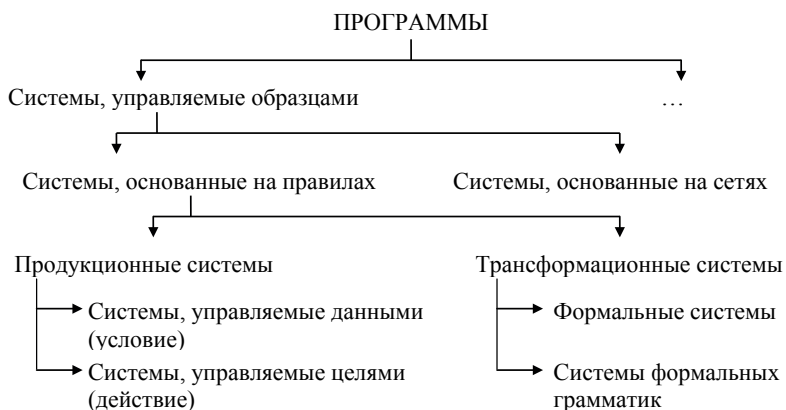 ПРОГРАММЫ
Системы, управляемые образцами
…
Системы, основанные на правилах
Системы, основанные на сетях
Продукционные системы
Трансформационные системы
Системы, управляемые данными
(условие)
Формальные системы
Системы, управляемые целями
(действие)
Системы формальных
грамматик